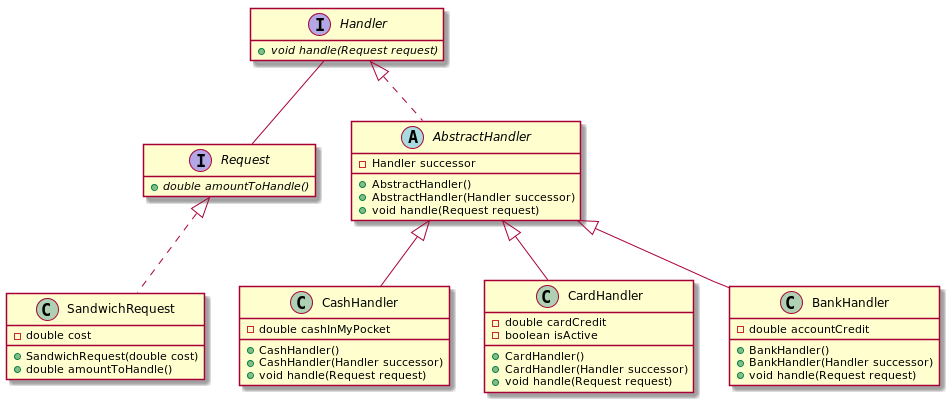 I Handler
void handle(Request request)
I Request
double amountToHandle()
A AbstractHandler
Handler successor
AbstractHandler()
AbstractHandler(Handler successor)
void handle(Request request)
C SandwichRequest
double cost
SandwichRequest(double cost)
double amountToHandle()
C CashHandler
double cashInMyPocket
CashHandler()
CashHandler(Handler successor)
void handle(Request request)
C CardHandler
double cardCredit
boolean isActive
CardHandler()
CardHandler(Handler successor)
void handle(Request request)
C BankHandler
double accountCredit
BankHandler()
BankHandler(Handler successor)
void handle(Request request)